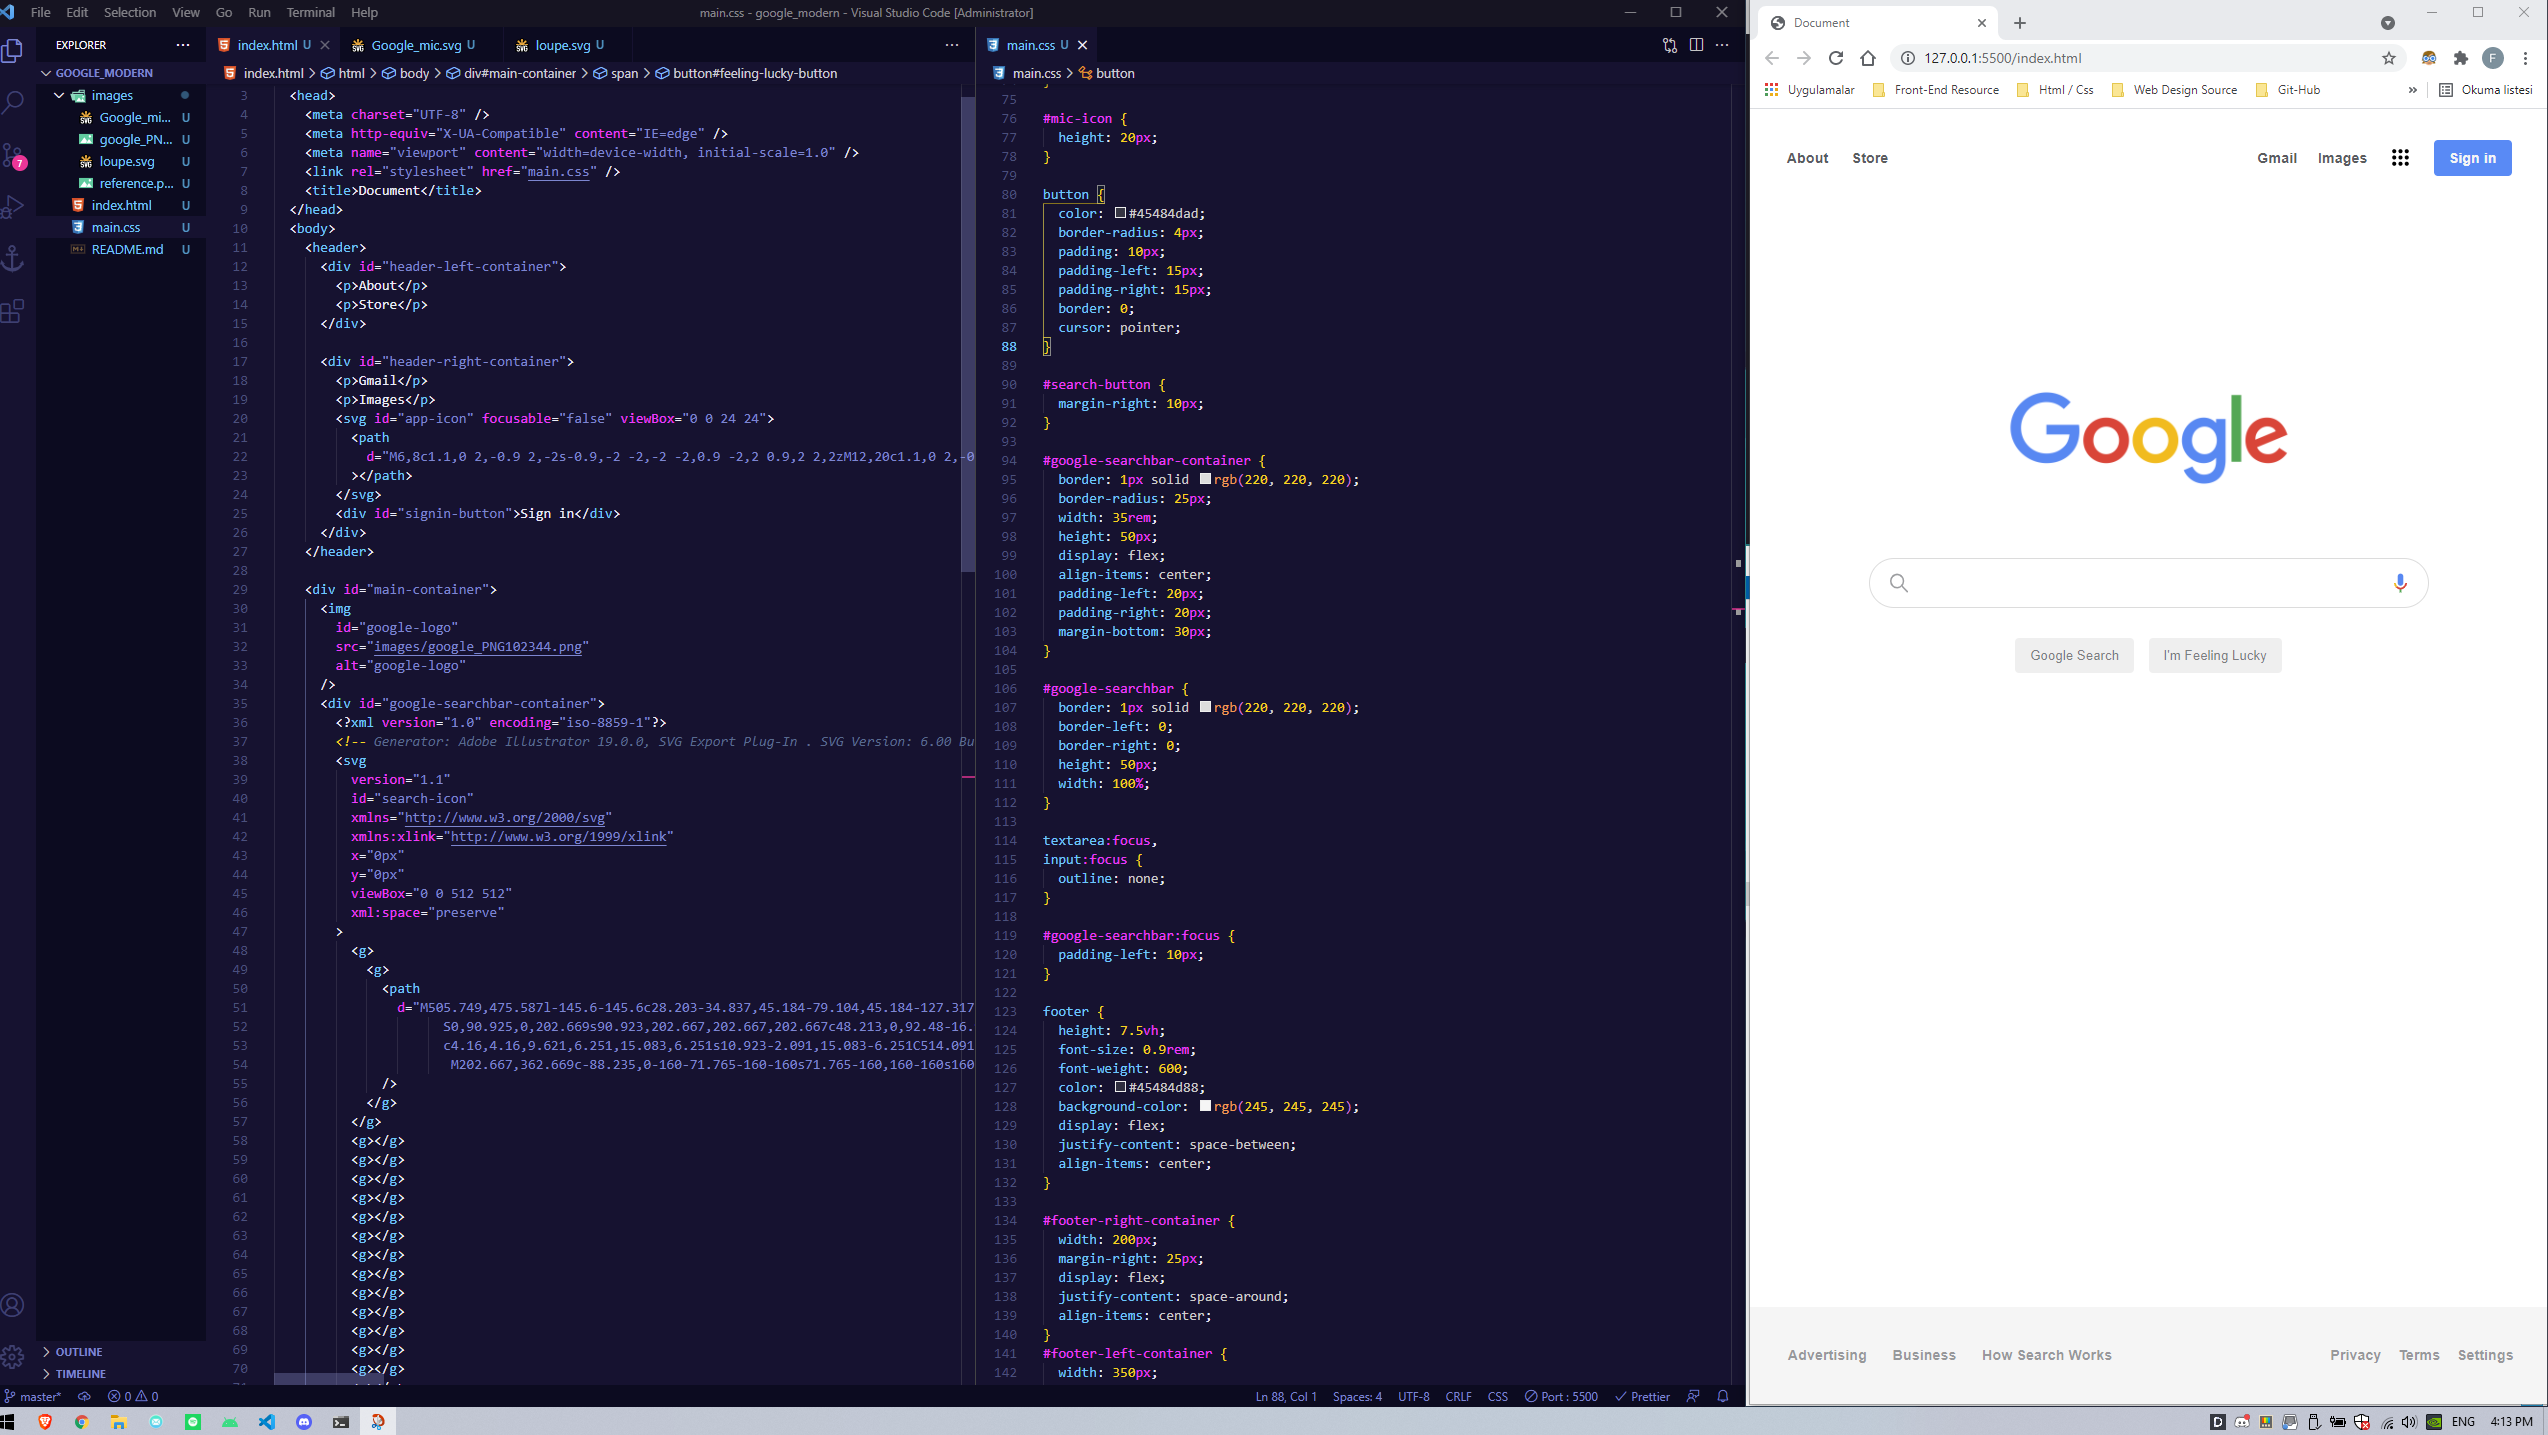 File Edit Selection View Go Run Terminal Help
main.css - google_modern - Visual Studio Code [Administrator]
EXPLORER
GOOGLE_MODERN
images
Google_mi... U
google_PN... U
loupe.svg U
reference.p... U
index.html U
main.css U
README.md U
7
OUTLINE
TIMELINE
index.html U
Google_mic.svg U
loupe.svg U
index.html > html > body > div#main-container > span > button#feeling-lucky-button
3 <head>
4 <meta charset="UTF-8" />
5 <meta http-equiv="X-UA-Compatible" content="IE=edge" />
6 <meta name="viewport" content="width=device-width, initial-scale=1.0" />
7 <link rel="stylesheet" href="main.css" />
8 <title>Document</title>
9 </head>
10 <body>
11 <header>
12 <div id="header-left-container">
13 <p>About</p>
14 <p>Store</p>
15 </div>
16
17 <div id="header-right-container">
18 <p>Gmail</p>
19 <p>Images</p>
20 <svg id="app-icon" focusable="false" viewBox="0 0 24 24">
21 <path
22 d="M6,8c1.1,0 2,-0.9 2,-2s-0.9,-2 -2,-2 -2,0.9 -2,2 0.9,2 2,2zM12,20c1.1,0 2,-0
23 ></path>
24 </svg>
25 <div id="signin-button">Sign in</div>
26 </div>
27 </header>
28
29 <div id="main-container">
30 <img
31 id="google-logo"
32 src="images/google_PNG102344.png"
33 alt="google-logo"
34 />
35 <div id="google-searchbar-container">
36 <?xml version="1.0" encoding="iso-8859-1"?>
37 <!-- Generator: Adobe Illustrator 19.0.0, SVG Export Plug-In . SVG Version: 6.00 Bu
38 <svg
39 version="1.1"
40 id="search-icon"
41 xmlns="http://www.w3.org/2000/svg"
42 xmlns:xlink="http://www.w3.org/1999/xlink"
43 x="0px"
44 y="0px"
45 viewBox="0 0 512 512"
46 xml:space="preserve"
47 >
48 <g>
49 <g>
50 <path
51 d="M505.749,475.587l-145.6-145.6c28.203-34.837,45.184-79.104,45.184-127.317
52 S0,90.925,0,202.669s90.923,202.667,202.667,202.667c48.213,0,92.48-16.
53 c4.16,4.16,9.621,6.251,15.083,6.251s10.923-2.091,15.083-6.251C514.091
54 M202.667,362.669c-88.235,0-160-71.765-160-160s71.765-160,160-160s160
55 />
56 </g>
57 </g>
58 <g></g>
59 <g></g>
60 <g></g>
61 <g></g>
62 <g></g>
63 <g></g>
64 <g></g>
65 <g></g>
66 <g></g>
67 <g></g>
68 <g></g>
69 <g></g>
70 <g></g>
main.css U
main.css > button
75
76 #mic-icon {
77 height: 20px;
78 }
79
80 button {
81 color: #45484dad;
82 border-radius: 4px;
83 padding: 10px;
84 padding-left: 15px;
85 padding-right: 15px;
86 border: 0;
87 cursor: pointer;
88 }
89
90 #search-button {
91 margin-right: 10px;
92 }
93
94 #google-searchbar-container {
95 border: 1px solid rgb(220, 220, 220);
96 border-radius: 25px;
97 width: 35rem;
98 height: 50px;
99 display: flex;
100 align-items: center;
101 padding-left: 20px;
102 padding-right: 20px;
103 margin-bottom: 30px;
104 }
105
106 #google-searchbar {
107 border: 1px solid rgb(220, 220, 220);
108 border-left: 0;
109 border-right: 0;
110 height: 50px;
111 width: 100%;
112 }
113
114 textarea:focus,
115 input:focus {
116 outline: none;
117 }
118
119 #google-searchbar:focus {
120 padding-left: 10px;
121 }
122
123 footer {
124 height: 7.5vh;
125 font-size: 0.9rem;
126 font-weight: 600;
127 color: #45484d88;
128 background-color: rgb(245, 245, 245);
129 display: flex;
130 justify-content: space-between;
131 align-items: center;
132 }
133
134 #footer-right-container {
135 width: 200px;
136 margin-right: 25px;
137 display: flex;
138 justify-content: space-around;
139 align-items: center;
140 }
141 #footer-left-container {
142 width: 350px;
master* 0 0
Ln 88, Col 1 Spaces: 4 UTF-8 CRLF CSS Port : 5500 Prettier
Document
127.0.0.1:5500/index.html
F
Uygulamalar Front-End Resource Html / Css Web Design Source Git-Hub » Okuma listesi
About Store Gmail Images Sign in
Google
Google Search I'm Feeling Lucky
Advertising Business How Search Works Privacy Terms Settings
D ENG 4:13 PM